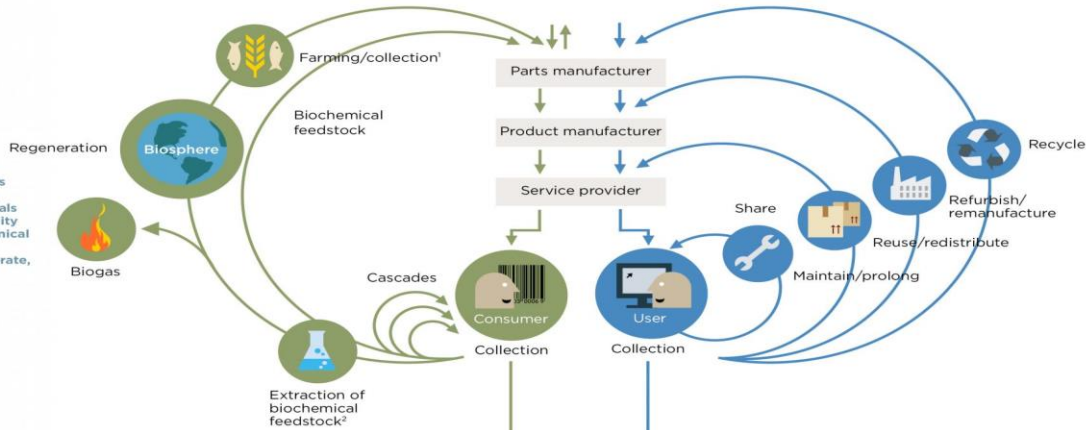 Farming/collection¹
Parts manufacturer
Biochemical
feedstock
Product manufacturer
Regeneration
Biosphere
Recycle
Service provider
Share
Refurbish/
remanufacture
Reuse/redistribute
Biogas
Cascades
Maintain/prolong
Consumer
User
Collection
Collection
Extraction of
biochemical
feedstock²